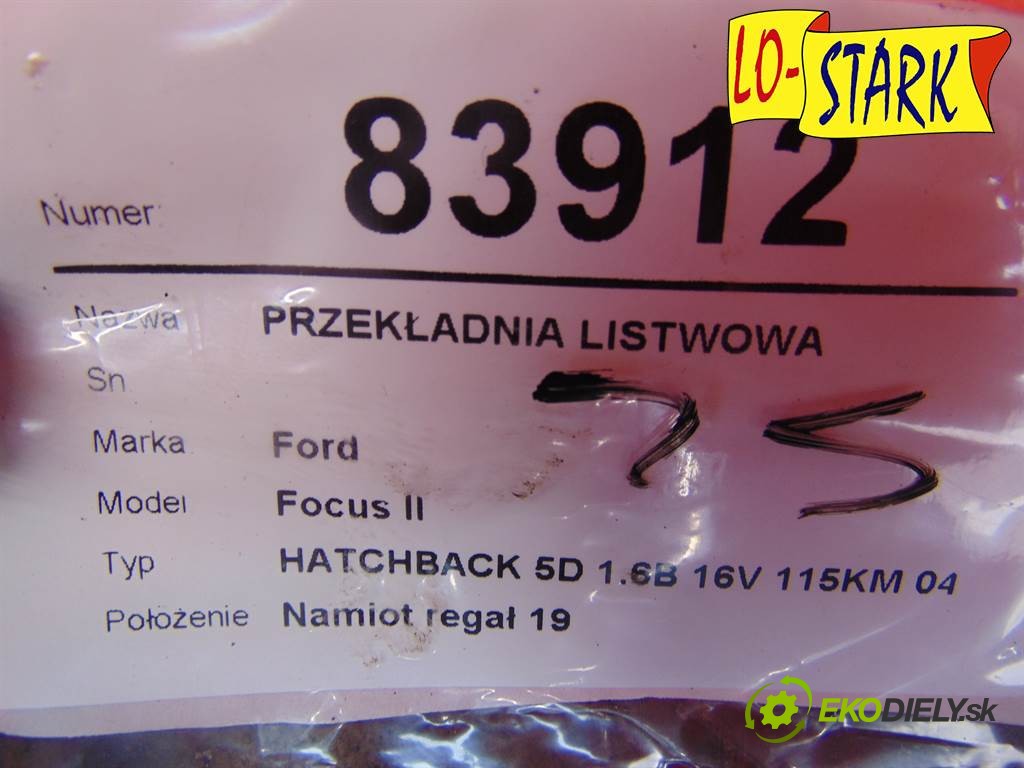 LO-STARK
Numer: 83912
Nazwa PRZEKŁADNIA LISTWOWA
Sn
75
Marka Ford
Model Focus II
Typ HATCHBACK 5D 1.6B 16V 115KM 04
Położenie Namiot regał 19
EKODIELY.sk